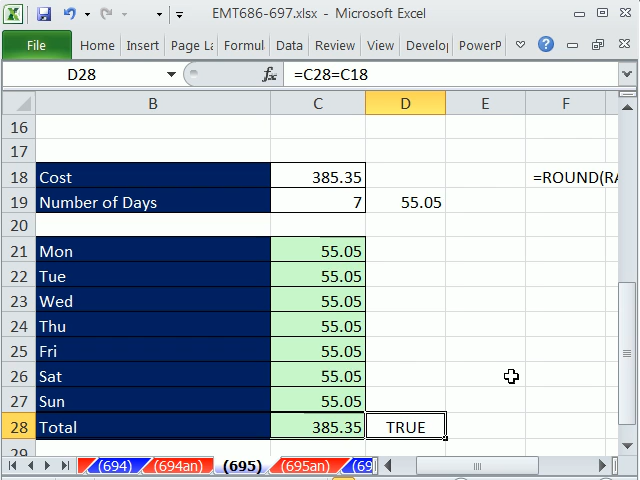 EMT686-697.xlsx - Microsoft Excel
File Home Insert Page La Formul Data Review View Develo PowerP
D28 fx =C28=C18
B C D E F
16
17
18 Cost 385.35 =ROUND(RA
19 Number of Days 7 55.05
20
21 Mon 55.05
22 Tue 55.05
23 Wed 55.05
24 Thu 55.05
25 Fri 55.05
26 Sat 55.05
27 Sun 55.05
28 Total 385.35 TRUE
29
(694) (694an) (695) (695an) (69